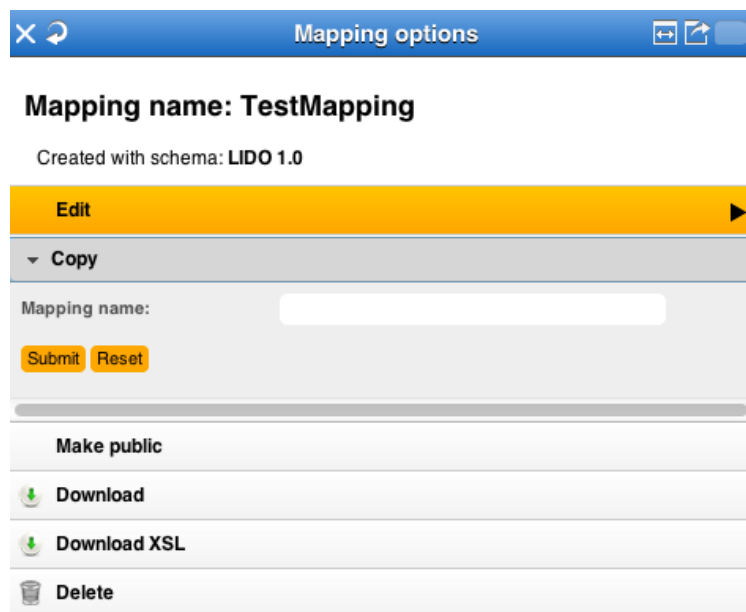 Mapping options
Mapping name: TestMapping
Created with schema: LIDO 1.0
Edit
Copy
Mapping name:
Submit Reset
Make public
Download
Download XSL
Delete